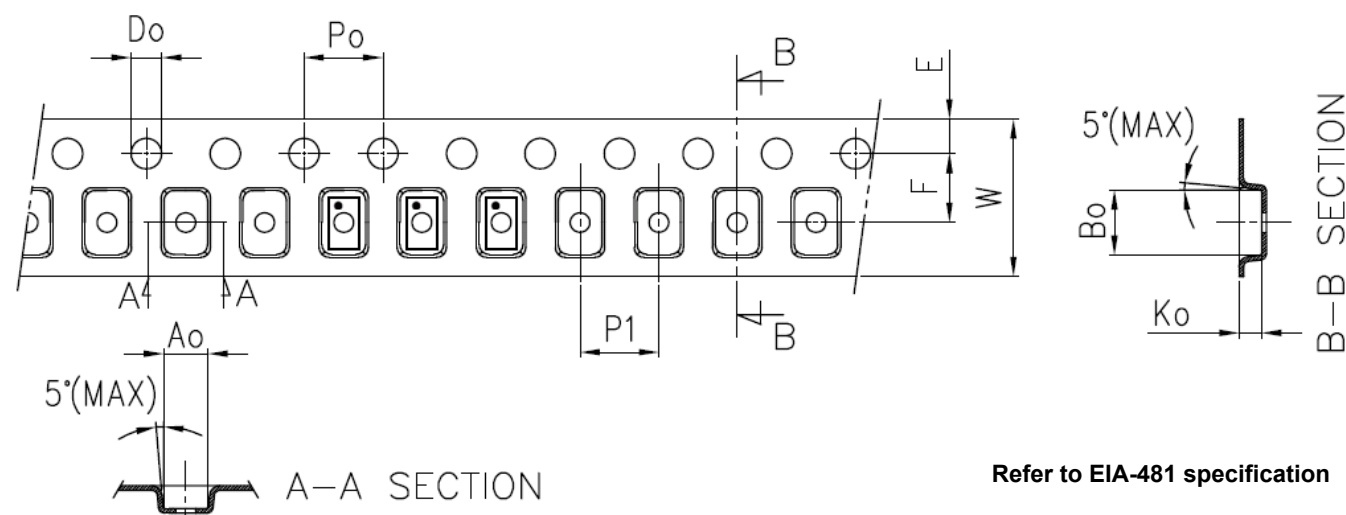 Do
Po
B
E
5°(MAX)
F
W
Bo
B-B SECTION
A
A
Ao
P1
B
Ko
5°(MAX)
A-A SECTION
Refer to EIA-481 specification